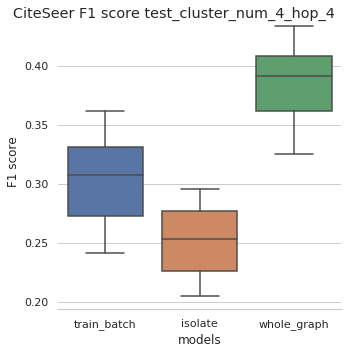 CiteSeer F1 score test_cluster_num_4_hop_4
0.40
0.35
0.30
0.25
0.20
F1 score
train_batch isolate whole_graph
models